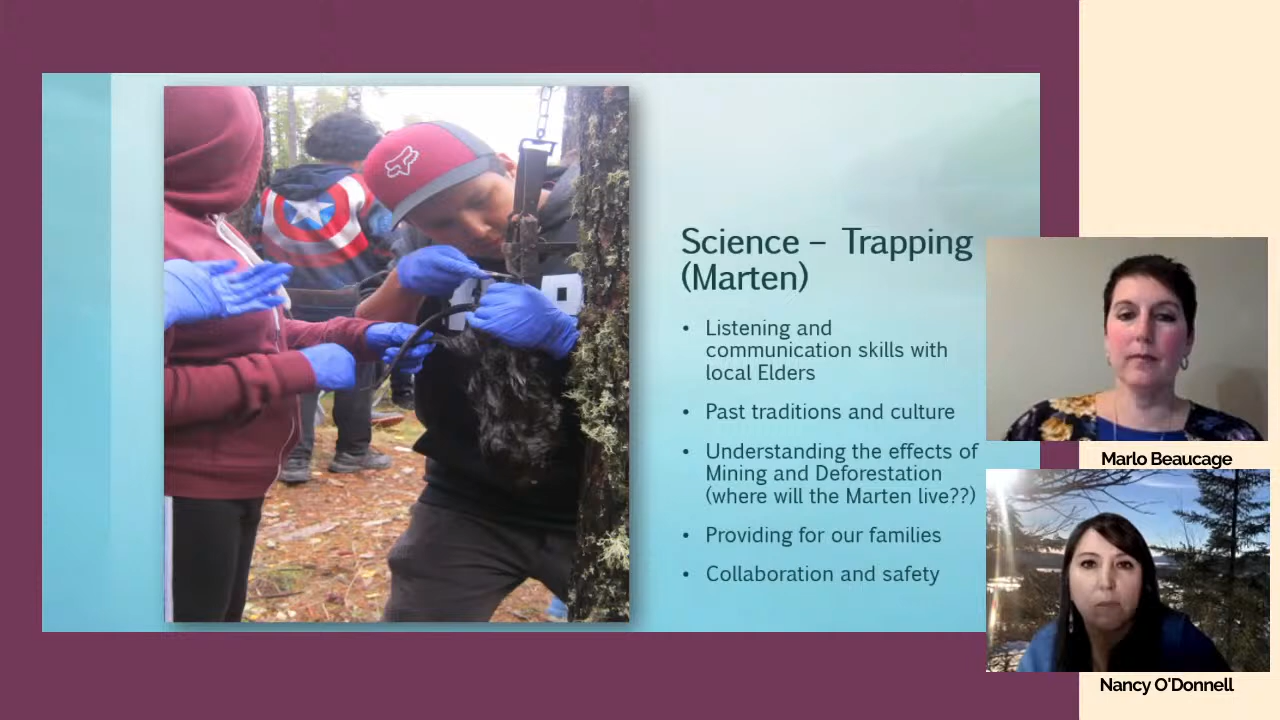 Science – Trapping
(Marten)
• Listening and
communication skills with
local Elders
• Past traditions and culture
• Understanding the effects of
Mining and Deforestation
(where will the Marten live??)
• Providing for our families
• Collaboration and safety
Marlo Beaucage
Nancy O'Donnell